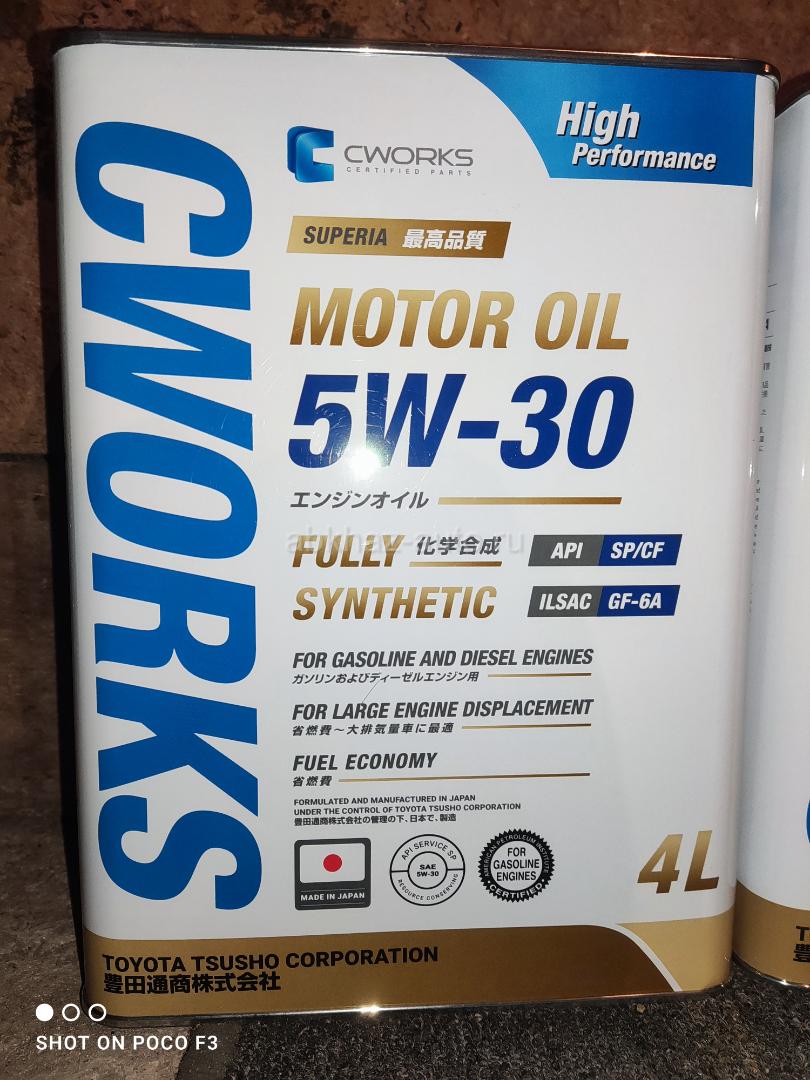 High
Performance
CWORKS
CERTIFIED PARTS
CWORKS
SUPERIA 最高品質
MOTOR OIL
5W-30
エンジンオイル
FULLY 化学合成
SYNTHETIC
API SP/CF
ILSAC GF-6A
FOR GASOLINE AND DIESEL ENGINES
ガソリンおよびディーゼルエンジン用
FOR LARGE ENGINE DISPLACEMENT
省燃費～大排気量車に最適
FUEL ECONOMY
省燃費
FORMULATED AND MANUFACTURED IN JAPAN
UNDER THE CONTROL OF TOYOTA TSUSHO CORPORATION
豊田通商株式会社の管理の下、日本で、製造
MADE IN JAPAN
API SERVICE SP
SAE
5W-30
RESOURCE CONSERVING
AMERICAN PETROLEUM INSTITUTE
FOR
GASOLINE
ENGINES
CERTIFIED
4L
TOYOTA TSUSHO CORPORATION
豊田通商株式会社
SHOT ON POCO F3